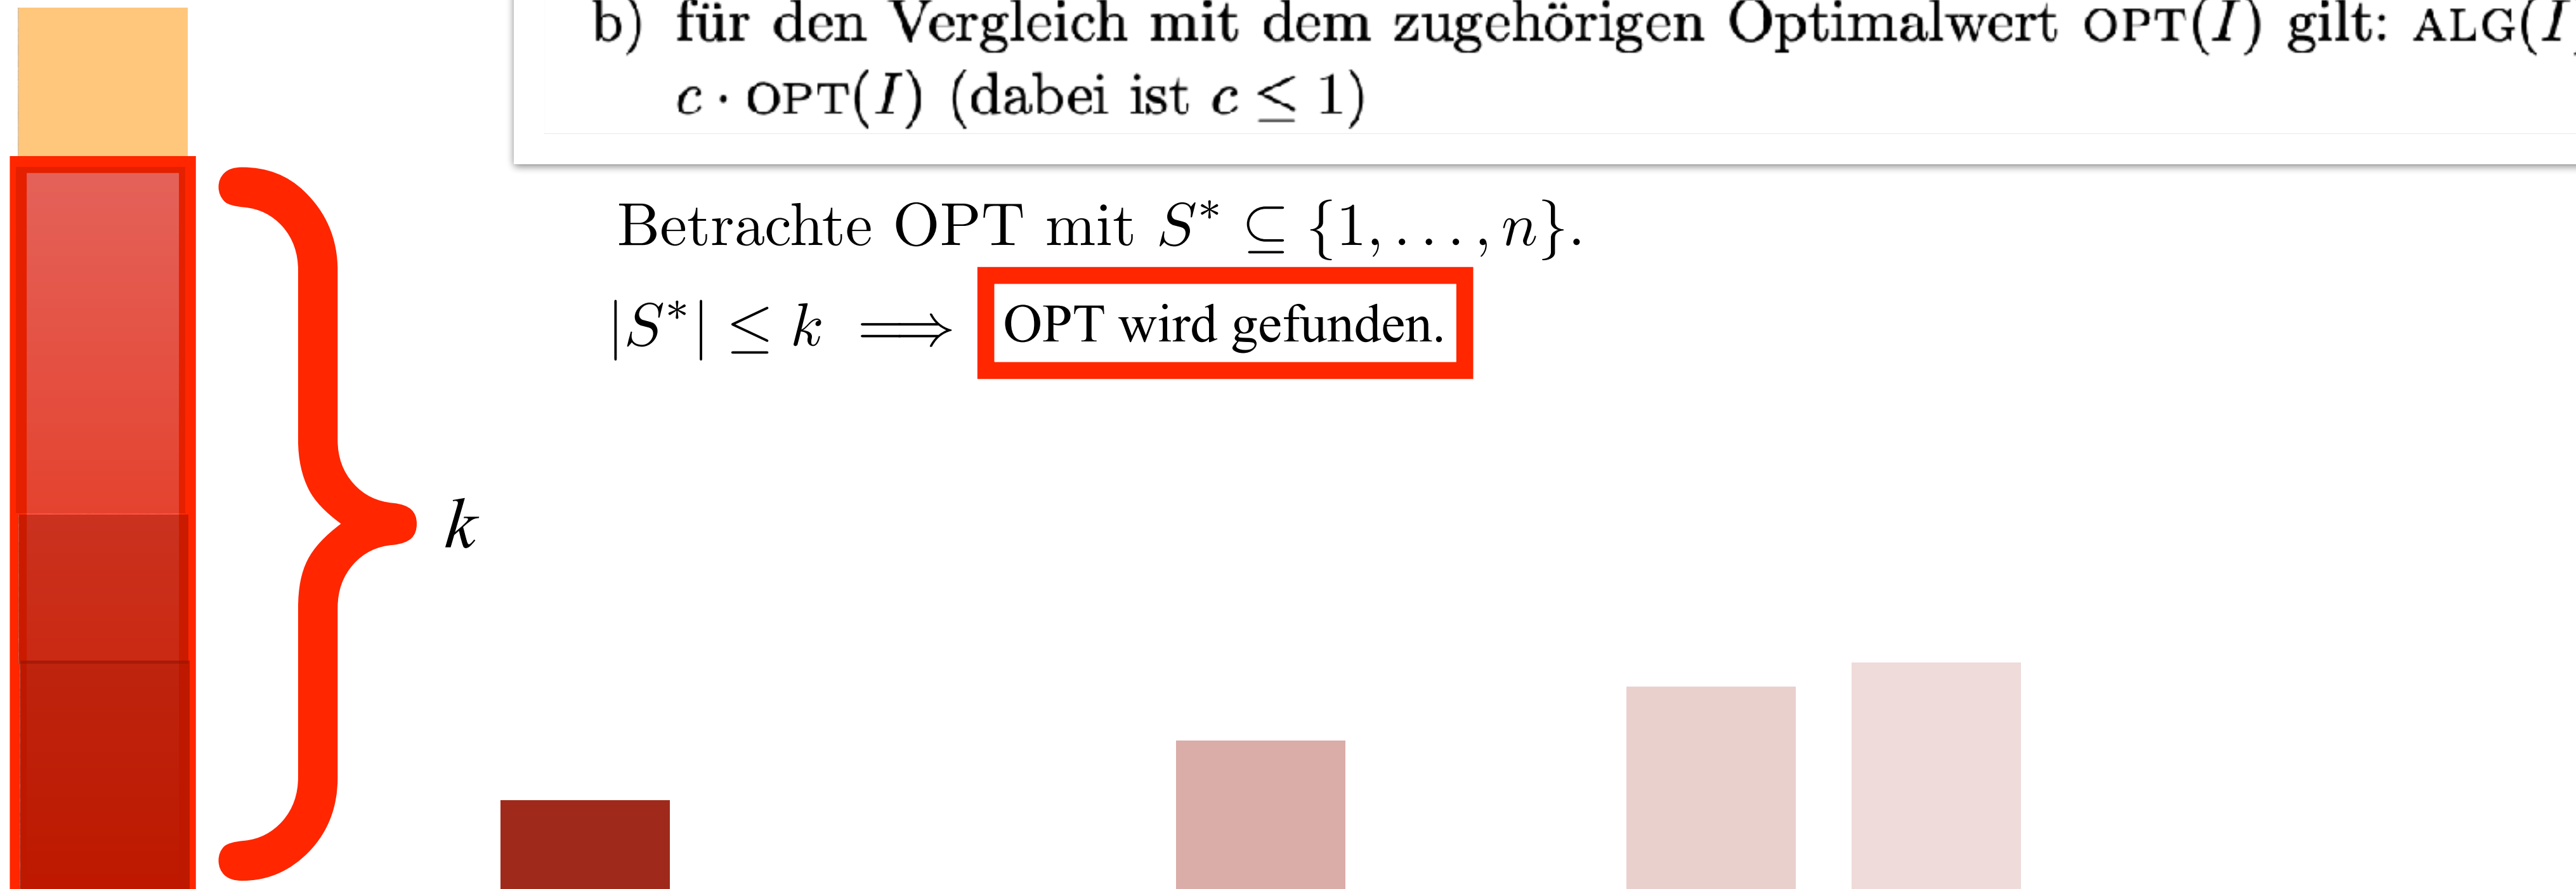 b) für den Vergleich mit dem zugehörigen Optimalwert OPT(I) gilt: ALG(I
c · OPT(I) (dabei ist c ≤ 1)
Betrachte OPT mit S* ⊆ {1, . . . , n}.
|S*| ≤ k ⟹ OPT wird gefunden.
k